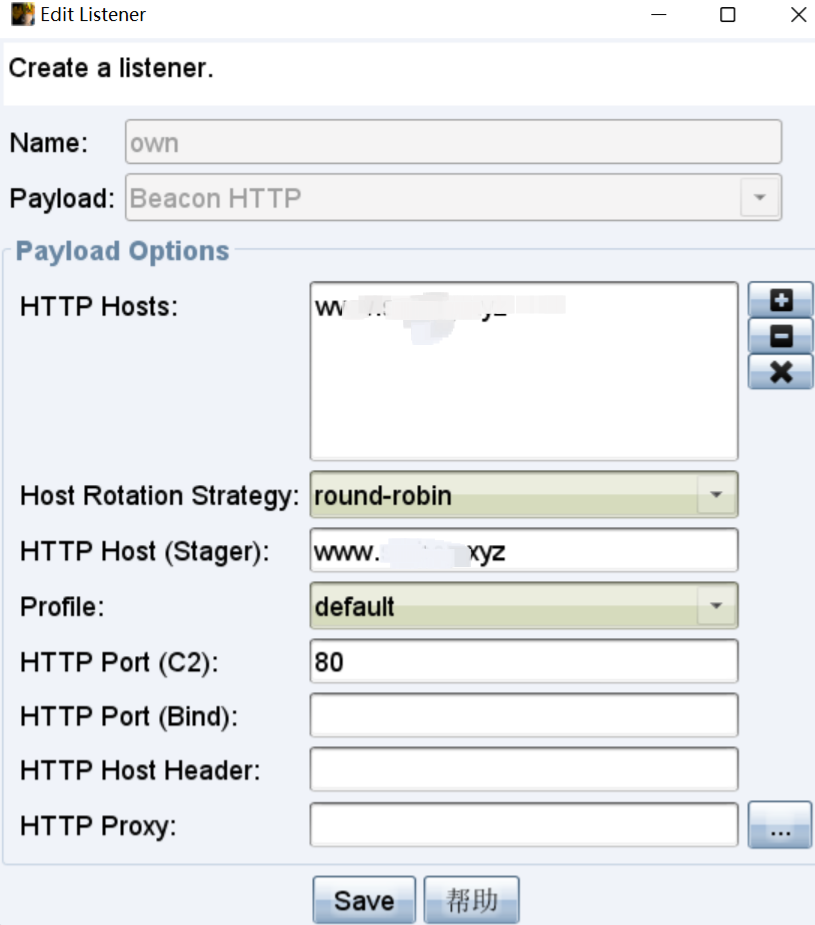 Edit Listener
Create a listener.
Name: own
Payload: Beacon HTTP
Payload Options
HTTP Hosts:
Host Rotation Strategy: round-robin
HTTP Host (Stager): www. xyz
Profile: default
HTTP Port (C2): 80
HTTP Port (Bind):
HTTP Host Header:
HTTP Proxy: ...
Save 帮助